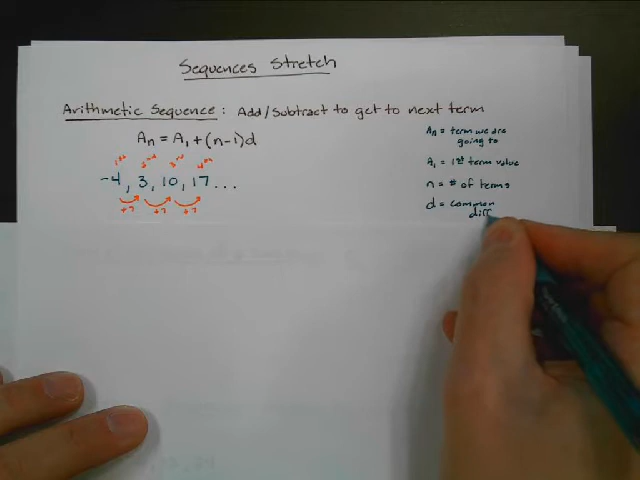 Sequences Stretch
Arithmetic Sequence: Add/Subtract to get to next term
An = A1 + (n-1)d
1st 2nd 3rd 4th
-4, 3, 10, 17...
+7 +7 +7
An = term we are
going to
A1 = 1st term value
n = # of terms
d = common
diff